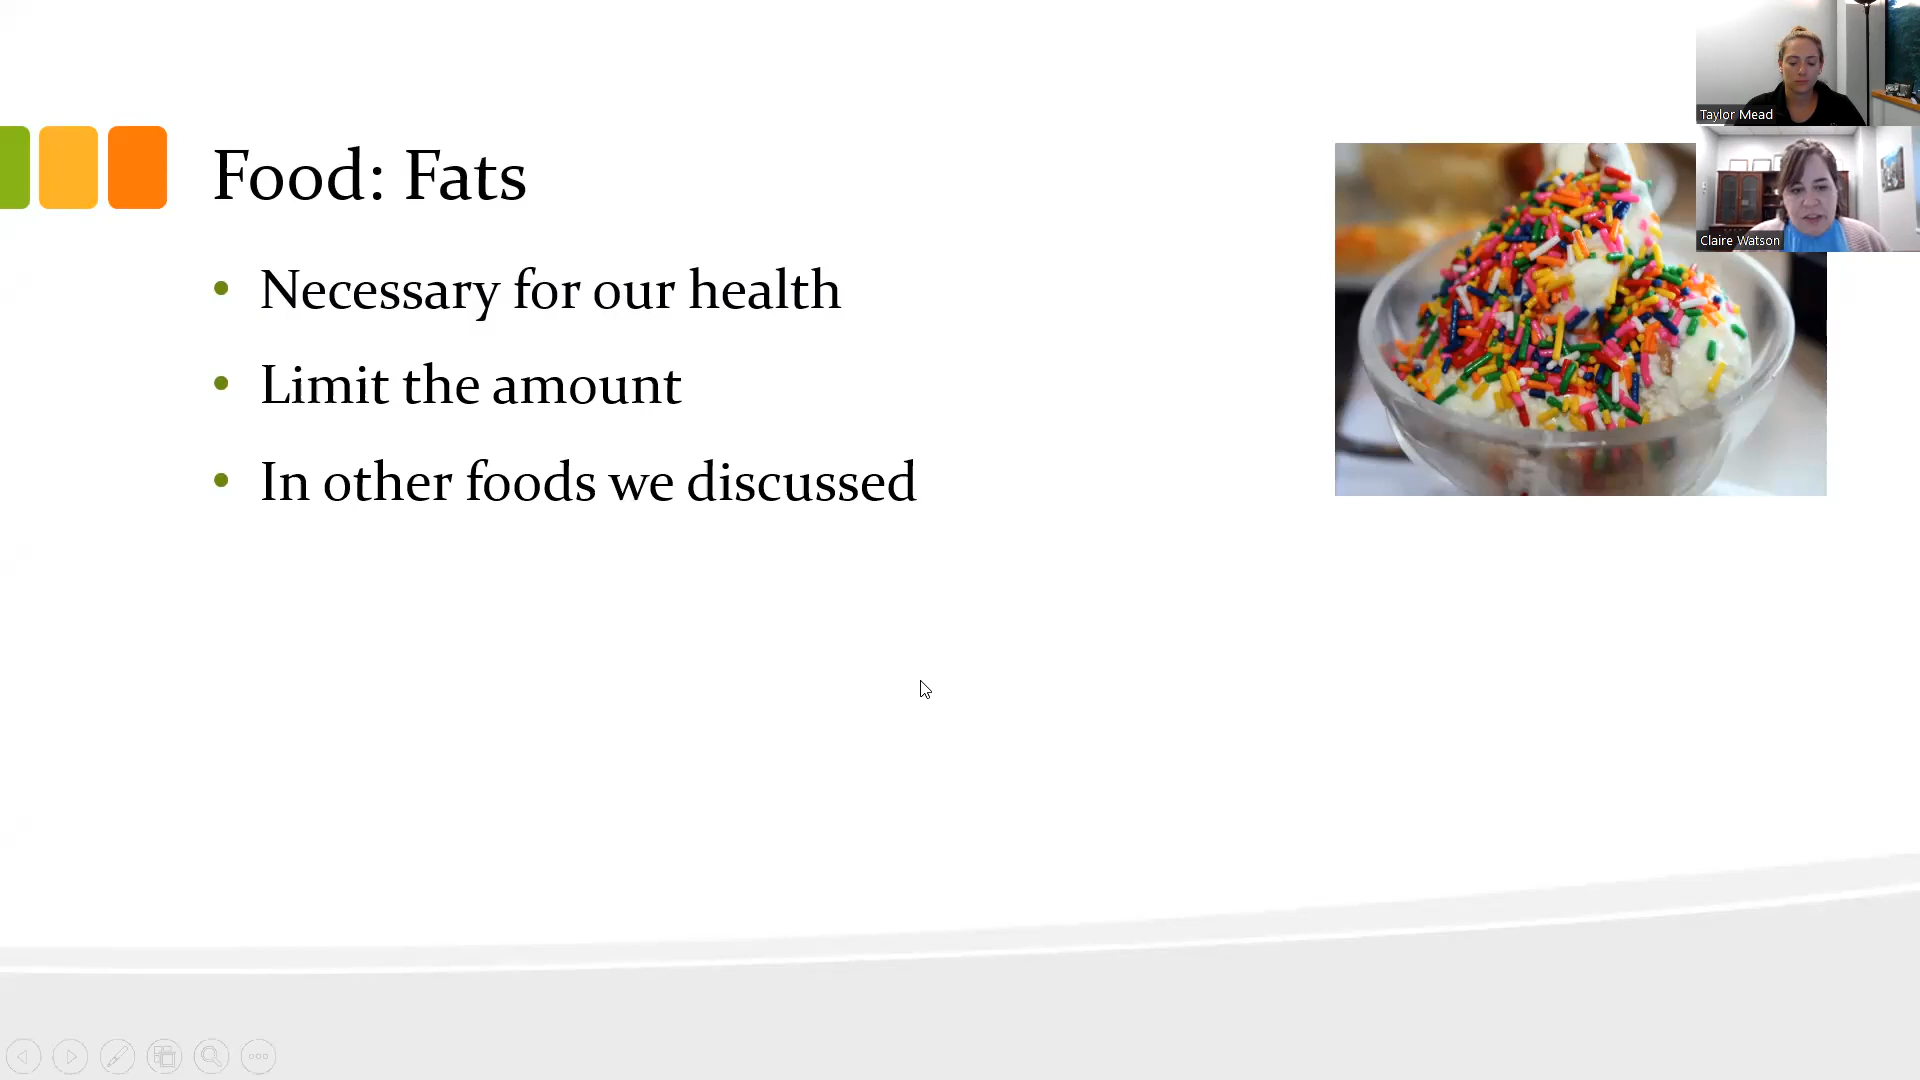 Food: Fats
Necessary for our health
Limit the amount
In other foods we discussed
Taylor Mead
Claire Watson